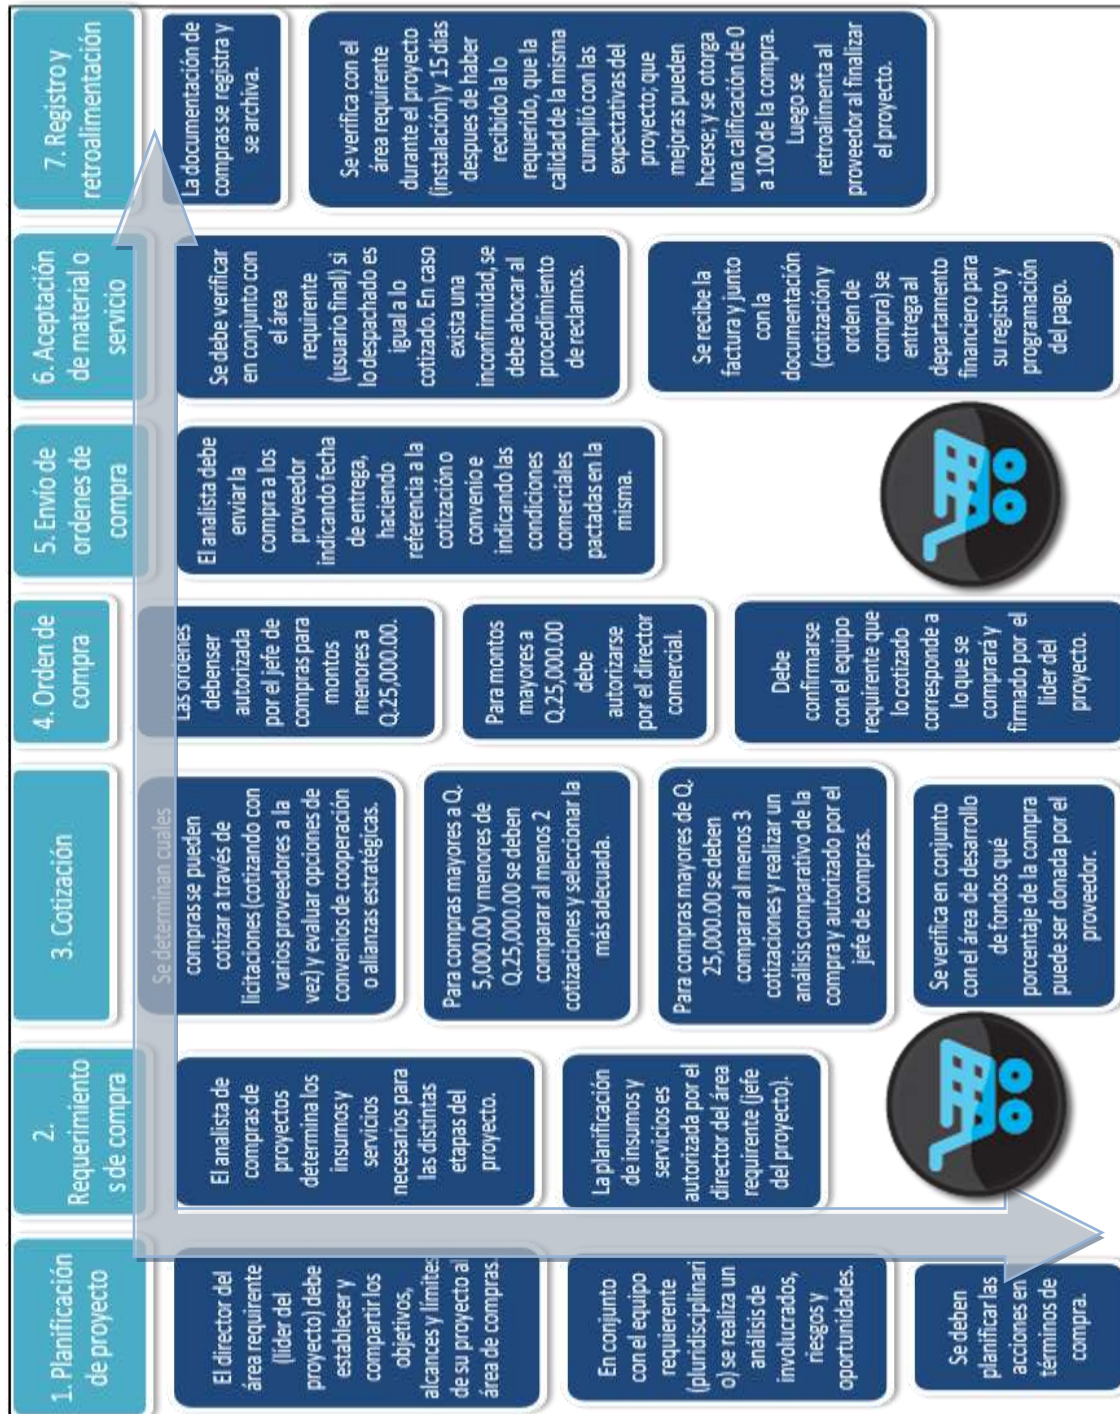 1. Planificación
de proyecto
El director del
área requirente
(líder del
proyecto) debe
establecer y
compartir los
objetivos,
alcances y límites
de su proyecto al
área de compras.
En conjunto
con el equipo
requirente
(pluridisciplinari
o) se realiza un
análisis de
involucrados,
riesgos y
oportunidades.
Se deben
planificar las
acciones en
términos de
compra.
2.
Requerimiento
s de compra
El analista de
compras de
proyectos
determina los
insumos y
servicios
necesarios para
las distintas
etapas del
proyecto.
La planificación
de insumos y
servicios es
autorizada por el
director del área
requirente (jefe
del proyecto).
3. Cotización
Se determinan cuales
compras se pueden
cotizar a través de
licitaciones (cotizando con
varios proveedores a la
vez) y evaluar opciones de
convenios de cooperación
o alianzas estratégicas.
Para compras mayores a Q.
5,000.00 y menores de
Q.25,000.00 se deben
comparar al menos 2
cotizaciones y seleccionar la
más adecuada.
Para compras mayores de Q.
25,000.00 se deben
comparar al menos 3
cotizaciones y realizar un
análisis comparativo de la
compra y autorizado por el
jefe de compras.
Se verifica en conjunto
con el área de desarrollo
de fondos qué
porcentaje de la compra
puede ser donada por el
proveedor.
4. Orden de
compra
Las ordenes
debenser
autorizada
por el jefe de
compras para
montos
menores a
Q.25,000.00.
Para montos
mayores a
Q.25,000.00
debe
autorizarse
por el director
comercial.
Debe
confirmarse
con el equipo
requirente que
lo cotizado
corresponde a
lo que se
comprará y
firmado por el
lider del
proyecto.
5. Envío de
ordenes de
compra
El analista debe
enviar la
compra a los
proveedor
indicando fecha
de entrega,
haciendo
referencia a la
cotización o
convenio e
indicando las
condiciones
comerciales
pactadas en la
misma.
6. Aceptación
de material o
servicio
Se debe verificar
en conjunto con
el área
requirente
(usuario final) si
lo despachado es
igual a lo
cotizado. En caso
exista una
inconfirmidad, se
debe abocar al
procedimiento
de reclamos.
Se recibe la
factura y junto
con la
documentación
(cotización y
orden de
compra) se
entrega al
departamento
financiero para
su registro y
programación
del pago.
7. Registro y
retroalimentación
La documentación de
compras se registra y
se archiva.
Se verifica con el
área requirente
durante el proyecto
(instalación) y 15 días
despues de haber
recibido la lo
requerido, que la
calidad de la misma
cumplió con las
expectativas del
proyecto; que
mejoras pueden
hcerse; y se otorga
una calificación de 0
a 100 de la compra.
Luego se
retroalimenta al
proveedor al finalizar
el proyecto.